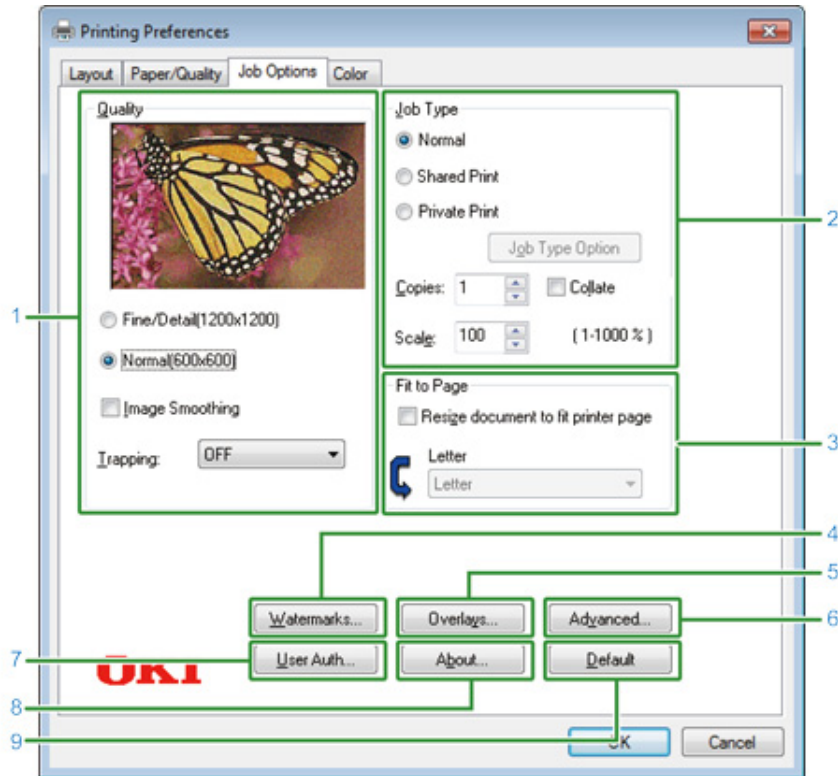 Printing Preferences
Layout Paper/Quality Job Options Color
Quality
Fine/Detail(1200x1200)
Normal(600x600)
Image Smoothing
Trapping: OFF
1
Job Type
Normal
Shared Print
Private Print
Job Type Option
Copies: 1 Collate
Scale: 100 (1-1000 %)
2
Fit to Page
Resize document to fit printer page
Letter
Letter
3
4
5
Watermarks... Overlays... Advanced...
6
7
User Auth... About... Default
OKI
8
9
OK Cancel